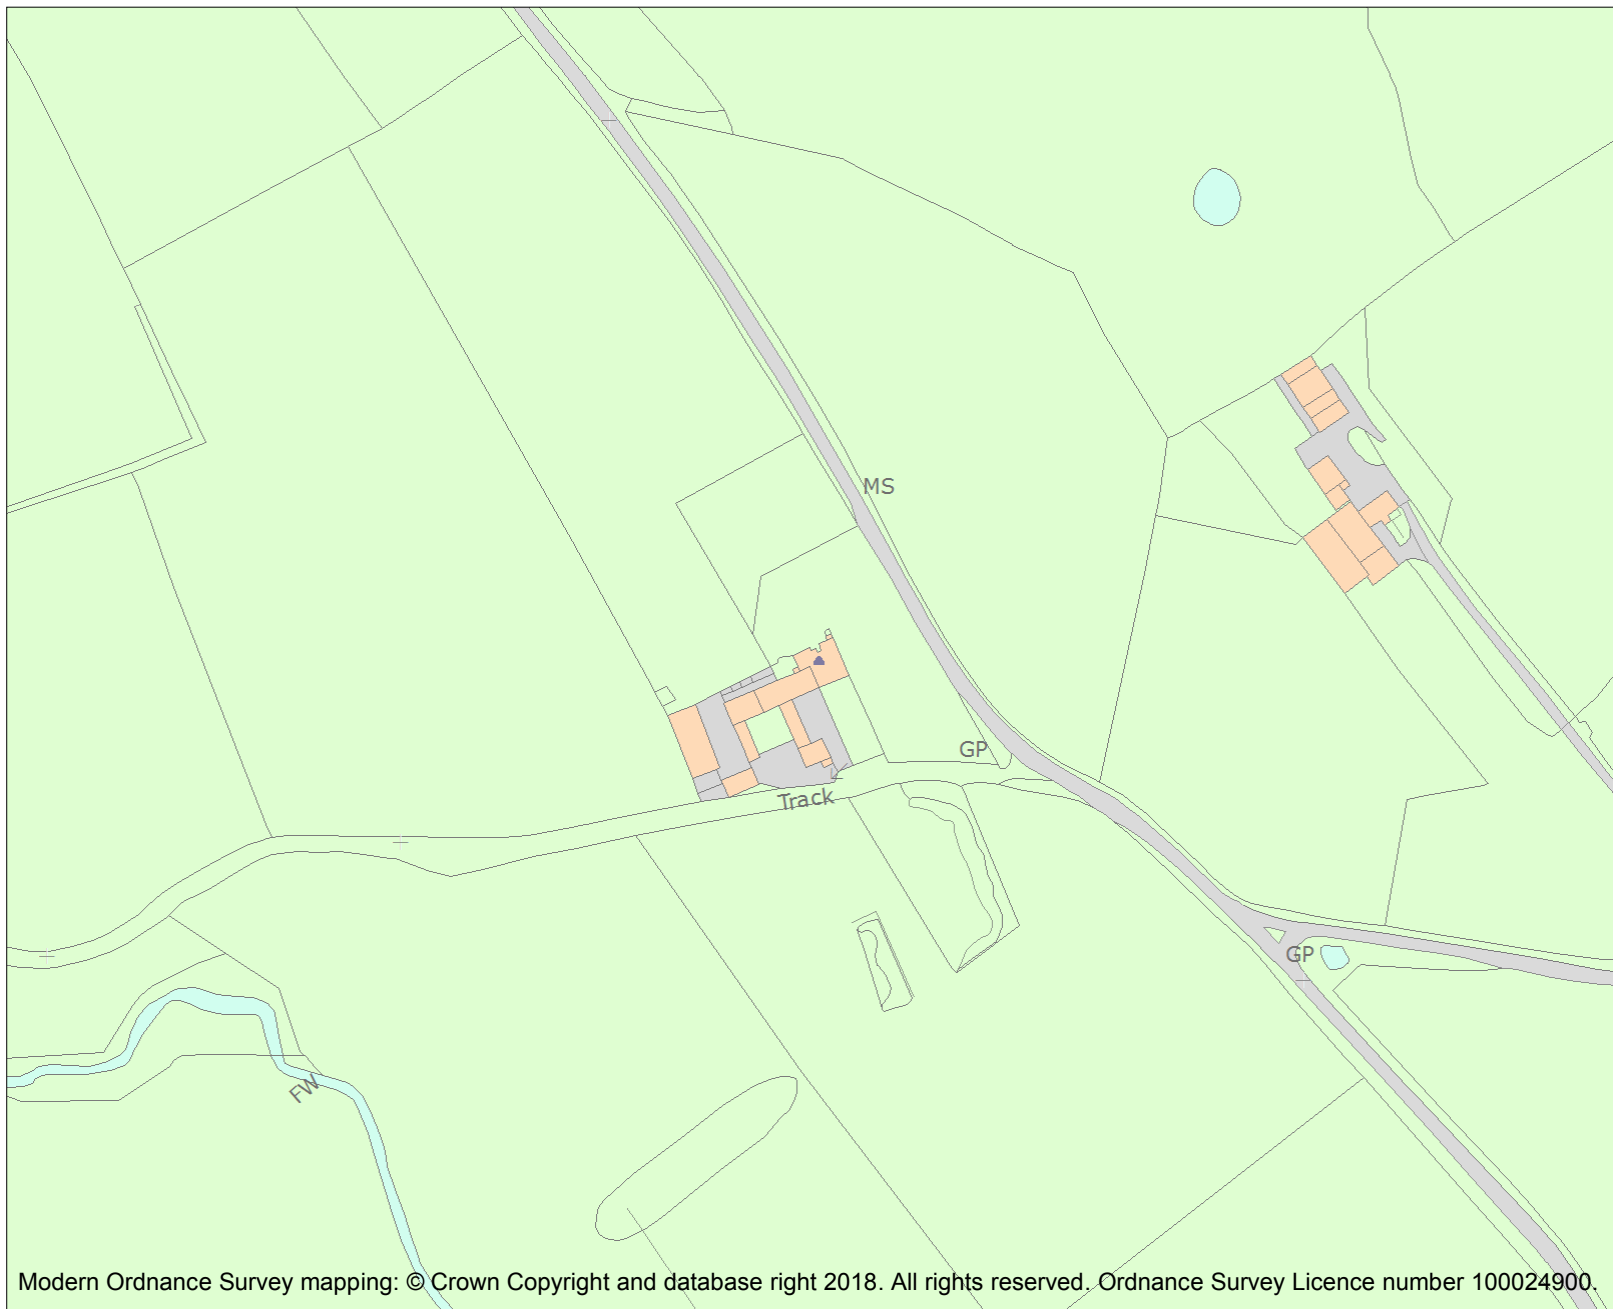 MS
GP
Track
GP
FW
Modern Ordnance Survey mapping: © Crown Copyright and database right 2018. All rights reserved. Ordnance Survey Licence number 100024900.